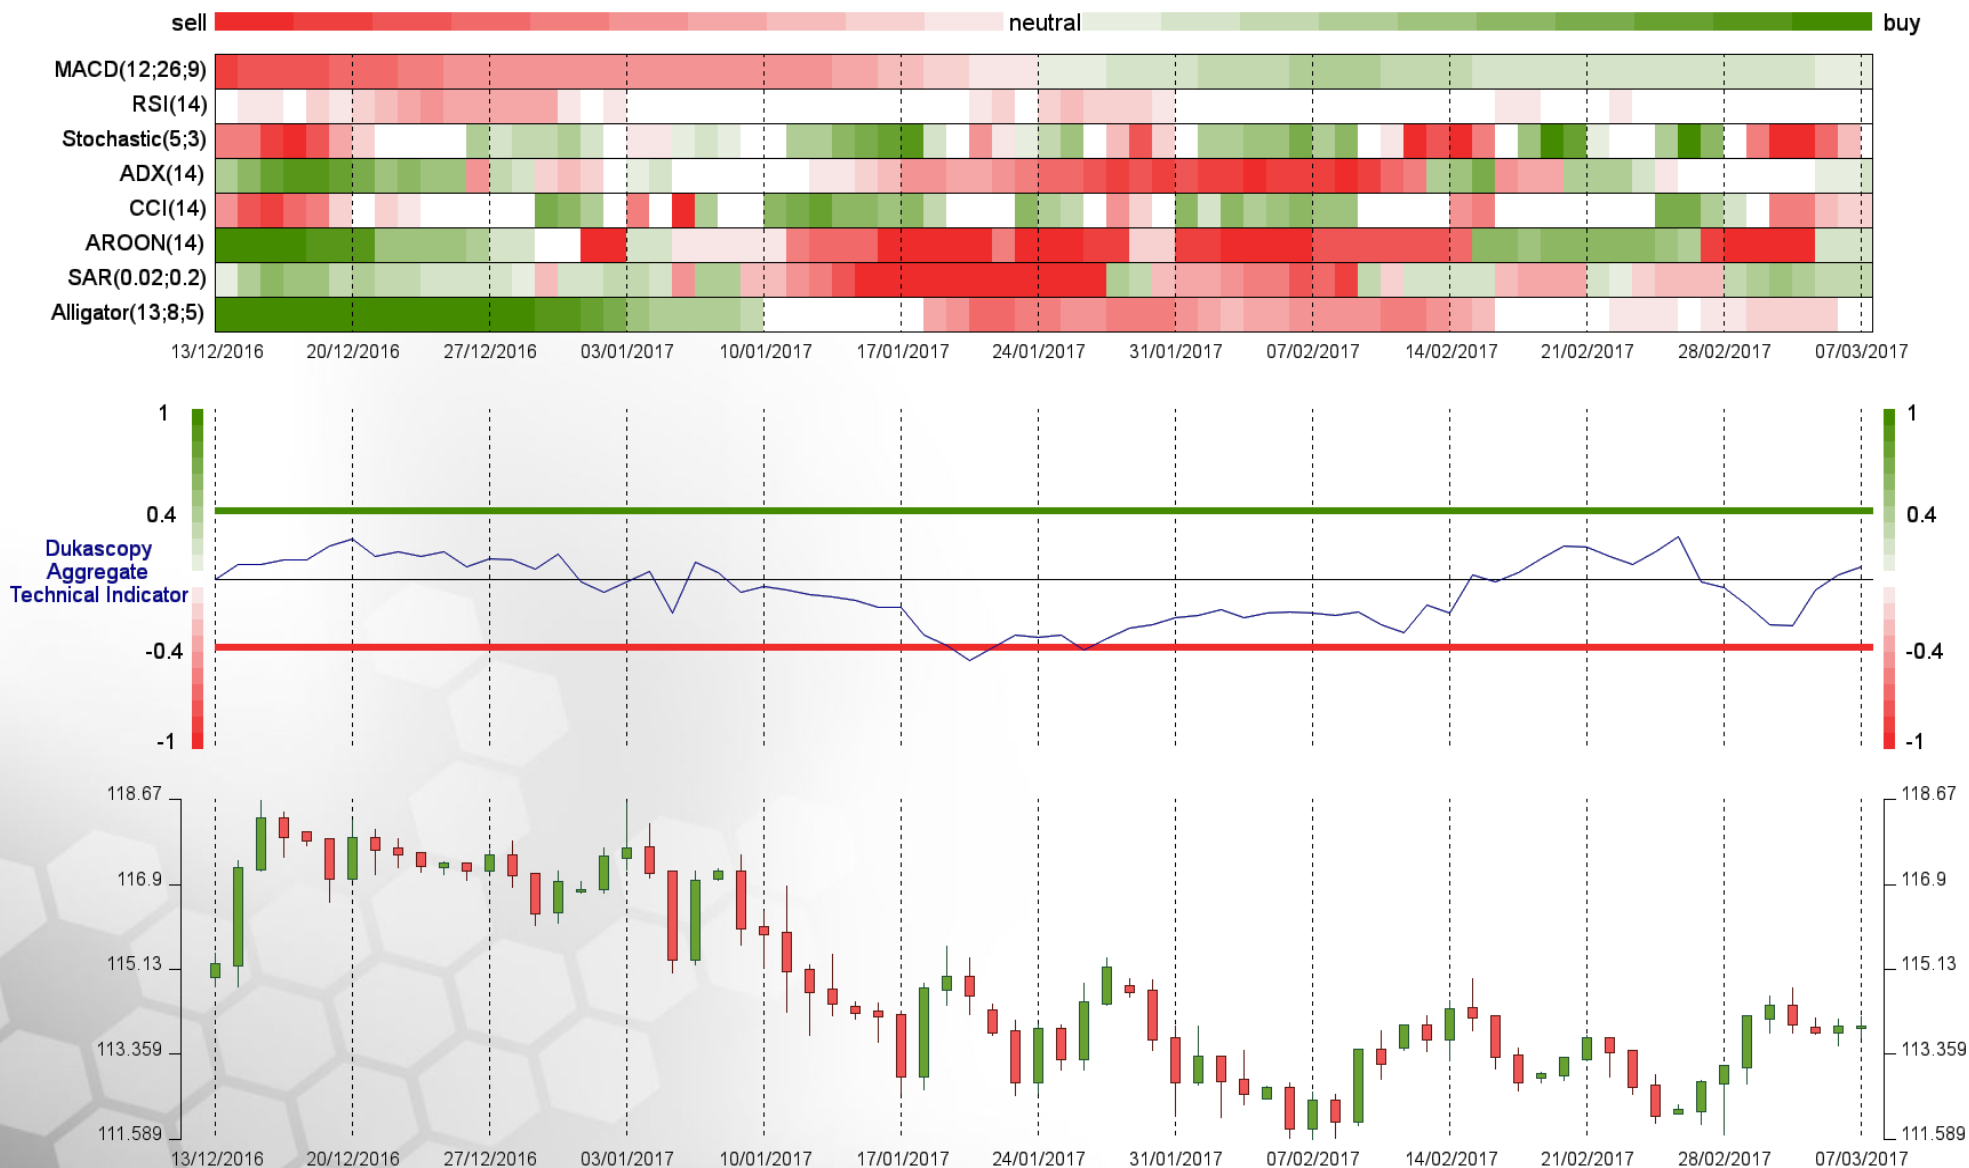 sell neutral buy
MACD(12;26;9)
RSI(14)
Stochastic(5;3)
ADX(14)
CCI(14)
AROON(14)
SAR(0.02;0.2)
Alligator(13;8;5)
13/12/2016 20/12/2016 27/12/2016 03/01/2017 10/01/2017 17/01/2017 24/01/2017 31/01/2017 07/02/2017 14/02/2017 21/02/2017 28/02/2017 07/03/2017
1 1
0.4 0.4
Dukascopy
Aggregate
Technical Indicator
-0.4 -0.4
-1 -1
118.67 118.67
116.9 116.9
115.13 115.13
113.359 113.359
111.589 111.589
13/12/2016 20/12/2016 27/12/2016 03/01/2017 10/01/2017 17/01/2017 24/01/2017 31/01/2017 07/02/2017 14/02/2017 21/02/2017 28/02/2017 07/03/2017